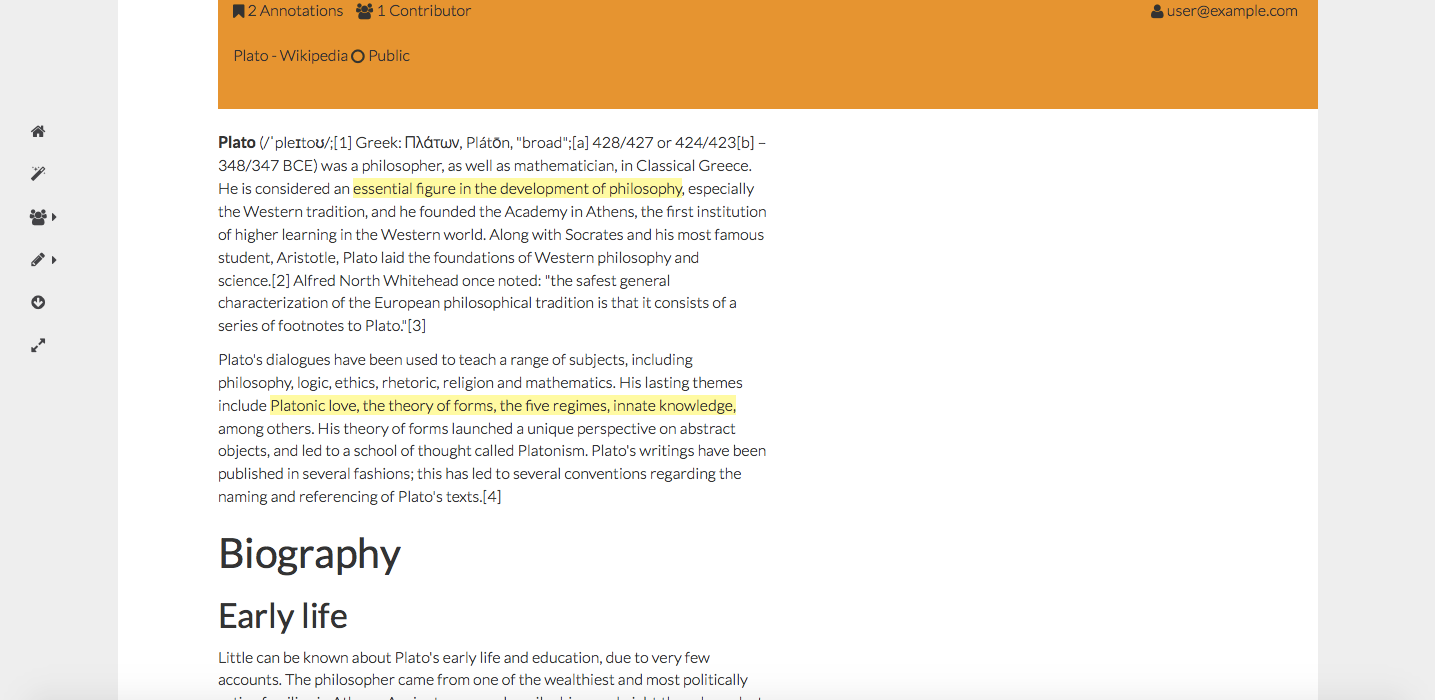 2 Annotations 1 Contributor user@example.com
Plato - Wikipedia Public
Plato (/ˈpleɪtoʊ/;[1] Greek: Πλάτων, Plátōn, "broad";[a] 428/427 or 424/423[b] –
348/347 BCE) was a philosopher, as well as mathematician, in Classical Greece.
He is considered an essential figure in the development of philosophy, especially
the Western tradition, and he founded the Academy in Athens, the first institution
of higher learning in the Western world. Along with Socrates and his most famous
student, Aristotle, Plato laid the foundations of Western philosophy and
science.[2] Alfred North Whitehead once noted: "the safest general
characterization of the European philosophical tradition is that it consists of a
series of footnotes to Plato."[3]
Plato's dialogues have been used to teach a range of subjects, including
philosophy, logic, ethics, rhetoric, religion and mathematics. His lasting themes
include Platonic love, the theory of forms, the five regimes, innate knowledge,
among others. His theory of forms launched a unique perspective on abstract
objects, and led to a school of thought called Platonism. Plato's writings have been
published in several fashions; this has led to several conventions regarding the
naming and referencing of Plato's texts.[4]
Biography
Early life
Little can be known about Plato's early life and education, due to very few
accounts. The philosopher came from one of the wealthiest and most politically